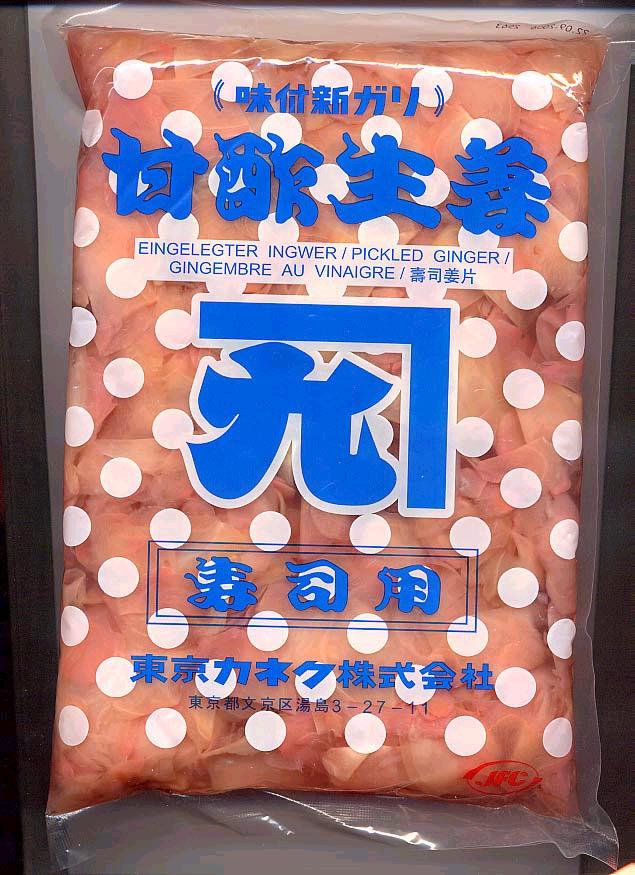 《味付新ガリ》
甘酢生姜
EINGELEGTER INGWER / PICKLED GINGER /
GINGEMBRE AU VINAIGRE / 壽司姜片
寿司用
東京カネク株式会社
東京都文京区湯島3-27-11
JFC